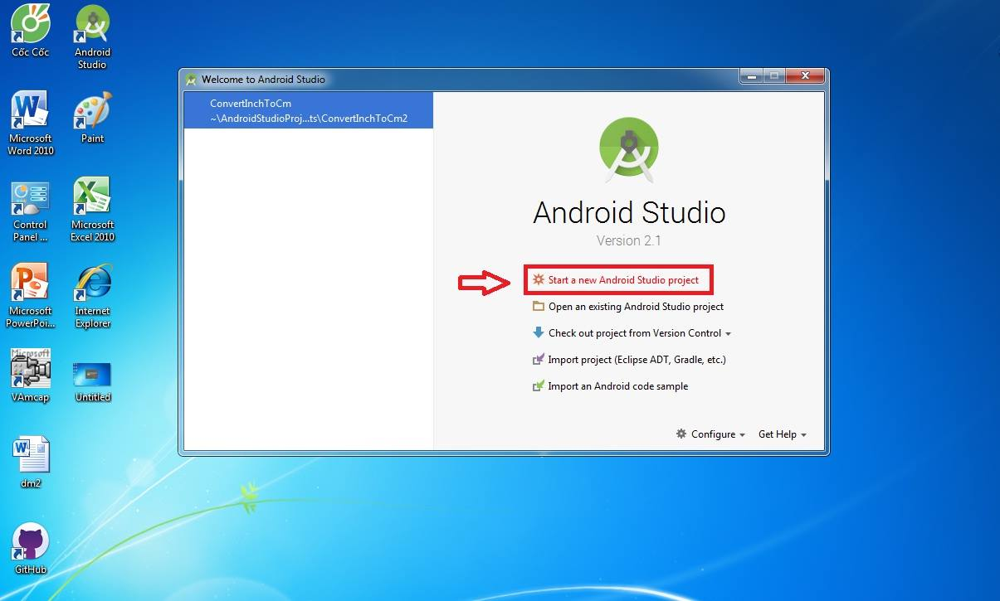 Cốc Cốc
Android
Studio
Microsoft
Word 2010
Paint
Control
Panel ...
Microsoft
Excel 2010
Microsoft
PowerPoi...
Internet
Explorer
Microsoft
VAmcap
Untitled
dm2
GitHub
Welcome to Android Studio
ConvertInchToCm
~\AndroidStudioProj...ts\ConvertInchToCm2
Android Studio
Version 2.1
Start a new Android Studio project
Open an existing Android Studio project
Check out project from Version Control
Import project (Eclipse ADT, Gradle, etc.)
Import an Android code sample
Configure
Get Help